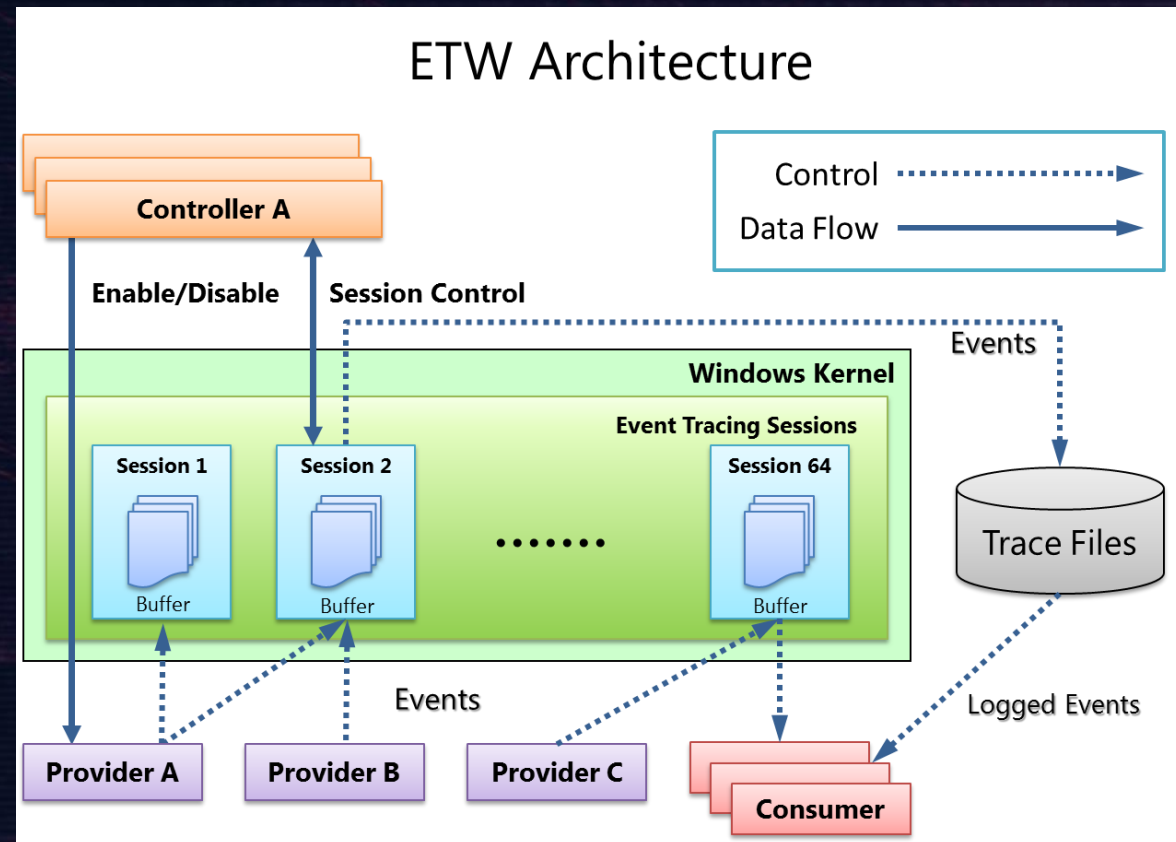 ETW Architecture
Controller A
Control
Data Flow
Enable/Disable
Session Control
Events
Windows Kernel
Event Tracing Sessions
Session 1
Session 2
Session 64
.......
Buffer
Buffer
Buffer
Trace Files
Events
Logged Events
Provider A
Provider B
Provider C
Consumer